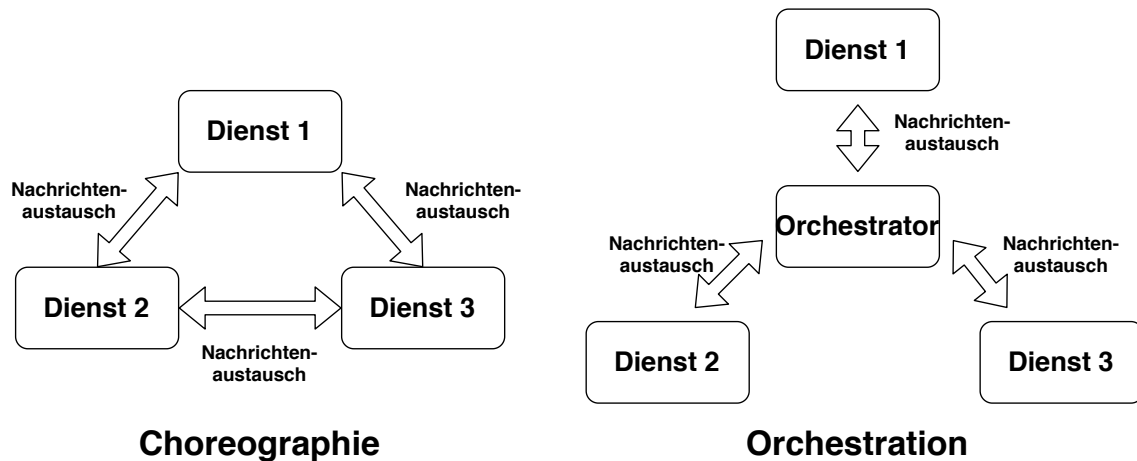 Dienst 1
Nachrichten-
austausch
Nachrichten-
austausch
Dienst 2
Dienst 3
Nachrichten-
austausch
Choreographie
Dienst 1
Nachrichten-
austausch
Orchestrator
Nachrichten-
austausch
Nachrichten-
austausch
Dienst 2
Dienst 3
Orchestration